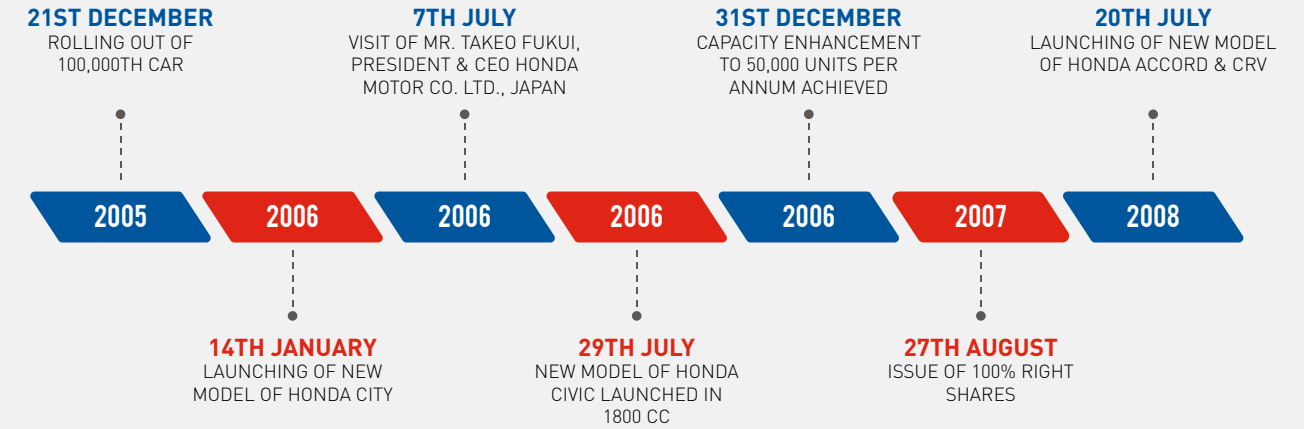 21ST DECEMBER
ROLLING OUT OF
100,000TH CAR
7TH JULY
VISIT OF MR. TAKEO FUKUI,
PRESIDENT & CEO HONDA
MOTOR CO. LTD., JAPAN
31ST DECEMBER
CAPACITY ENHANCEMENT
TO 50,000 UNITS PER
ANNUM ACHIEVED
20TH JULY
LAUNCHING OF NEW MODEL
OF HONDA ACCORD & CRV
2005
2006
2006
2006
2006
2007
2008
14TH JANUARY
LAUNCHING OF NEW
MODEL OF HONDA CITY
29TH JULY
NEW MODEL OF HONDA
CIVIC LAUNCHED IN
1800 CC
27TH AUGUST
ISSUE OF 100% RIGHT
SHARES